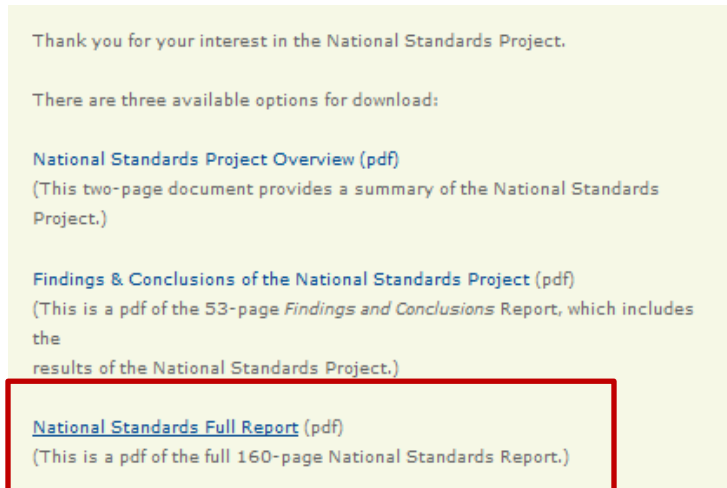 Thank you for your interest in the National Standards Project.
There are three available options for download:
National Standards Project Overview (pdf)
(This two-page document provides a summary of the National Standards
Project.)
Findings & Conclusions of the National Standards Project (pdf)
(This is a pdf of the 53-page Findings and Conclusions Report, which includes
the
results of the National Standards Project.)
National Standards Full Report (pdf)
(This is a pdf of the full 160-page National Standards Report.)